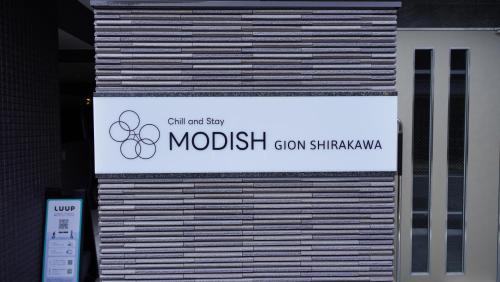 Chill and Stay
MODISH GION SHIRAKAWA
LUUP